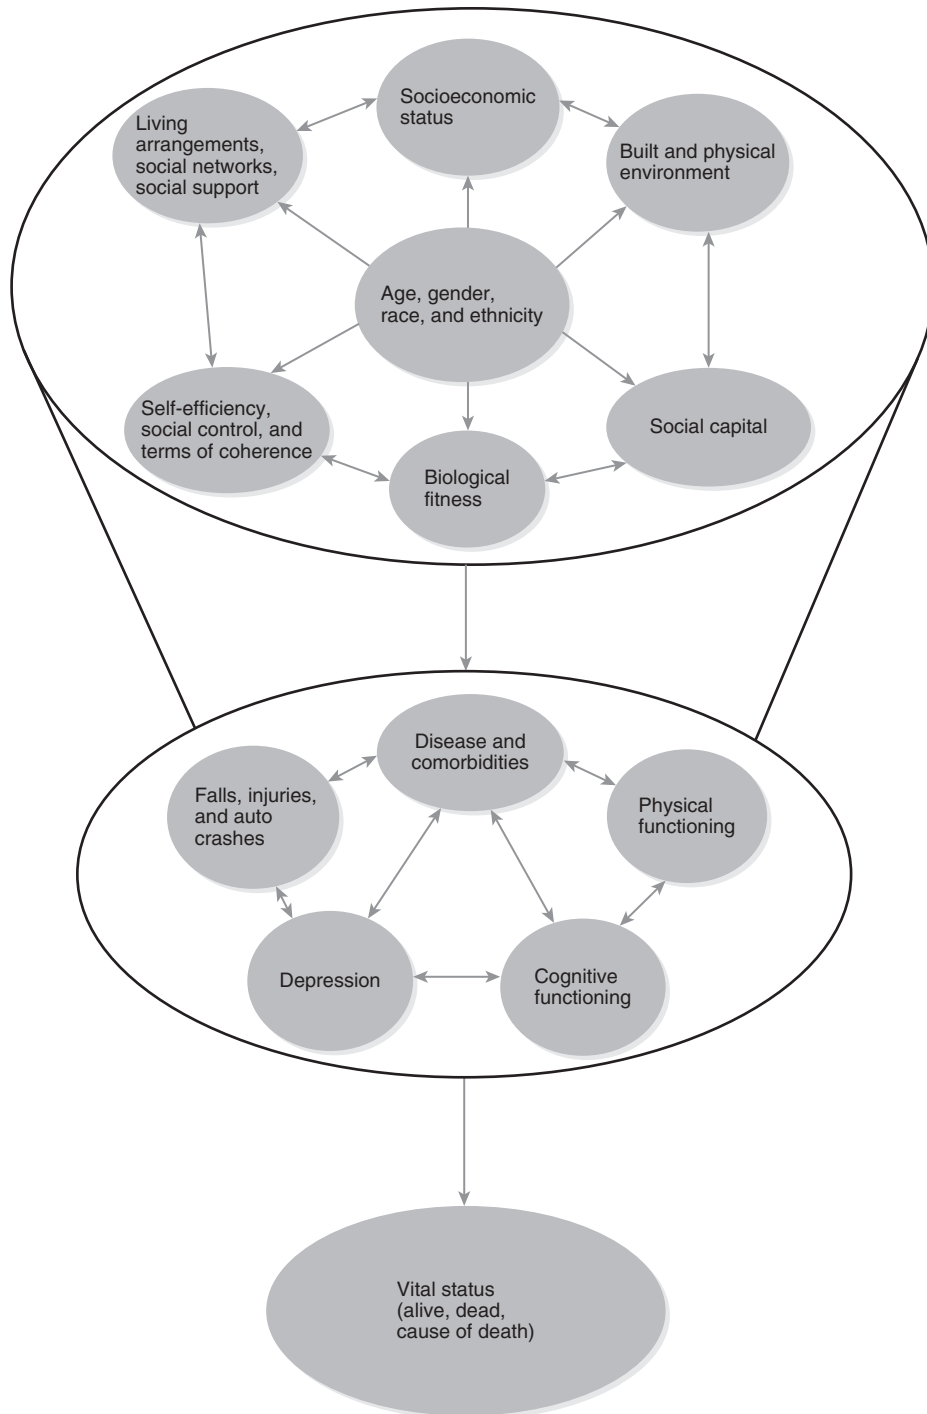 Socioeconomic
status
Living
arrangements,
social networks,
social support
Built and physical
environment
Age, gender,
race, and ethnicity
Self-efficiency,
social control, and
terms of coherence
Social capital
Biological
fitness
Disease and
comorbidities
Falls, injuries,
and auto
crashes
Physical
functioning
Depression
Cognitive
functioning
Vital status
(alive, dead,
cause of death)